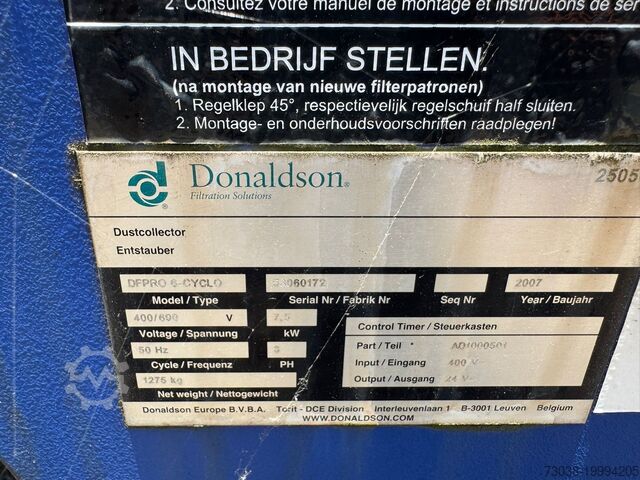 2. Consultez votre manuel de montage et instructions de ser
IN BEDRIJF STELLEN.
(na montage van nieuwe filterpatronen)
1. Regelklep 45°, respectievelijk regelschuif half sluiten.
2. Montage- en onderhoudsvoorschriften raadplegen!
Donaldson®
Filtration Solutions
2505
Dustcollector
Entstauber
DFPRO 6-CYCLO 2007
Model / Type Serial Nr / Fabrik Nr Seq Nr Year / Baujahr
400/690 V 7,5
Voltage / Spannung kW
50 Hz 3
Cycle / Frequenz PH
1275 kg
Net weight / Nettogewicht
Control Timer / Steuerkasten
Part / Teil *
Input / Eingang 400 V~
Output / Ausgang 24 V
Donaldson Europe B.V.B.A. Torit - DCE Division Interleuvenlaan 1 B-3001 Leuven Belgium
WWW.DONALDSON.COM
73038-19994205